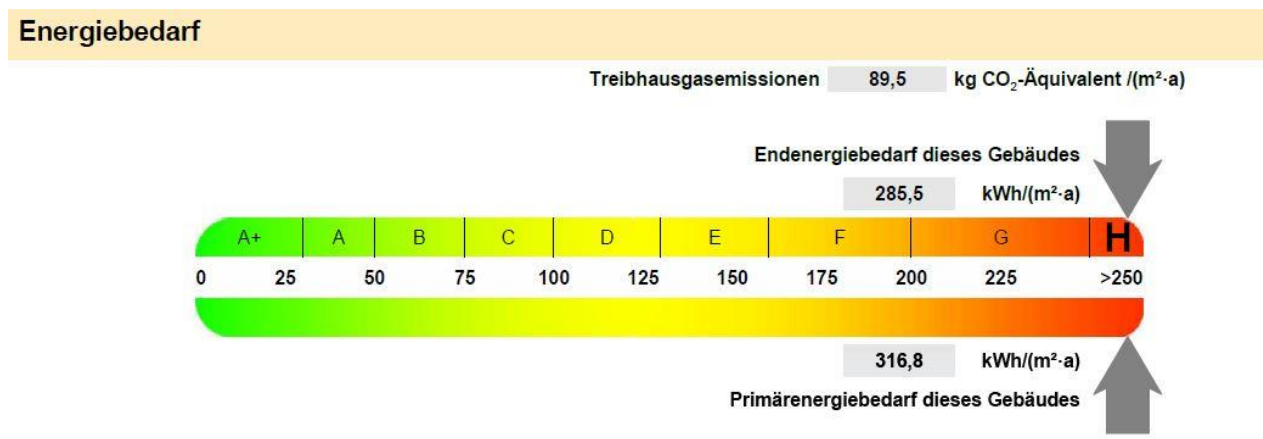 Energiebedarf
Treibhausgasemissionen 89,5 kg CO₂-Äquivalent /(m²·a)
Endenergiebedarf dieses Gebäudes
285,5 kWh/(m²·a)
A+ A B C D E F G H
0 25 50 75 100 125 150 175 200 225 >250
316,8 kWh/(m²·a)
Primärenergiebedarf dieses Gebäudes